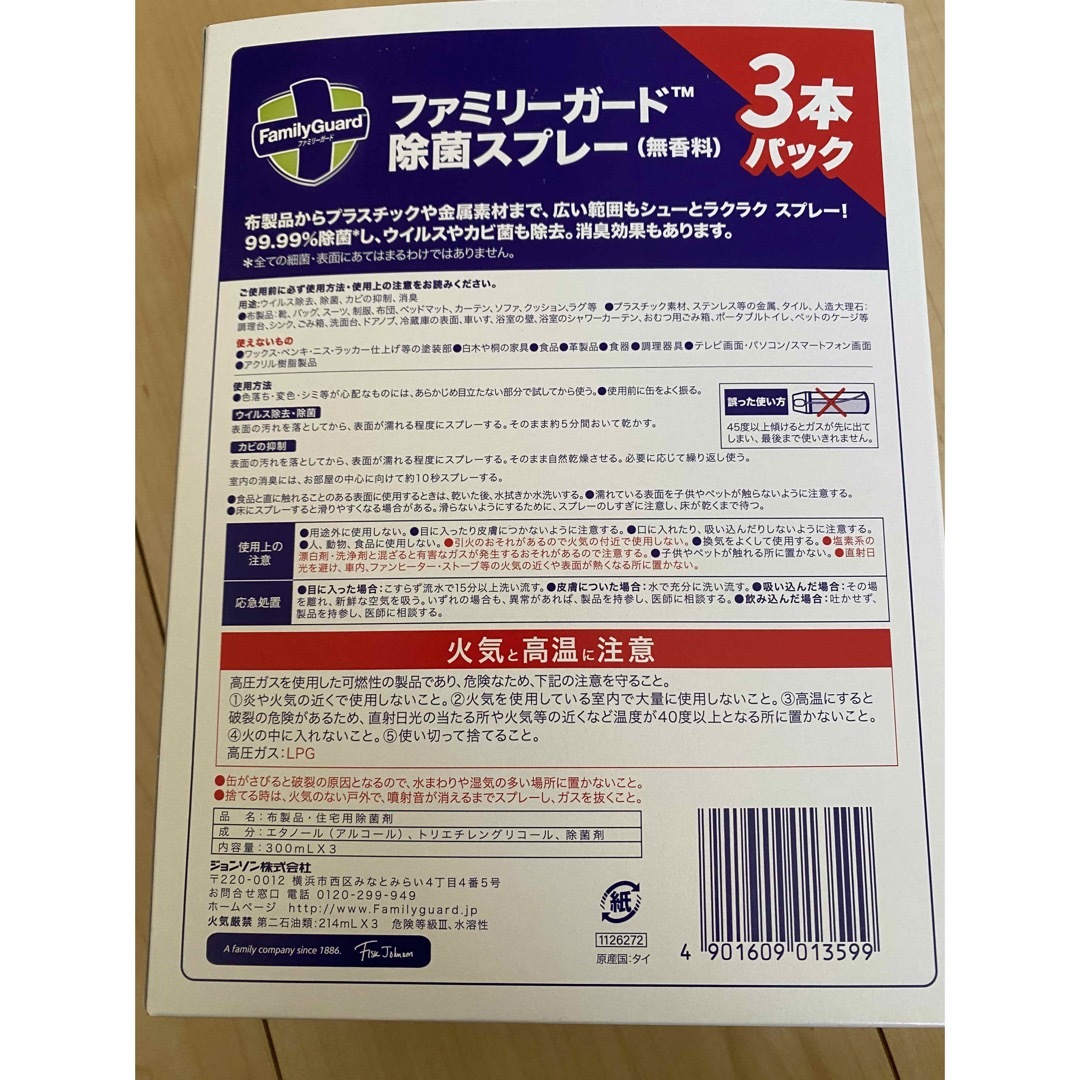 FamilyGuard™
ファミリーガード
ファミリーガード™
除菌スプレー(無香料)
3本
パック
布製品からプラスチックや金属素材まで、広い範囲もシューとラクラク スプレー!
99.99%除菌*し、ウイルスやカビ菌も除去。消臭効果もあります。
*全ての細菌・表面にあてはまるわけではありません。
ご使用前に必ず使用方法・使用上の注意をお読みください。
用途:ウイルス除去、除菌、カビの抑制、消臭
●布製品:靴、バッグ、スーツ、制服、布団、ベッドマット、カーテン、ソファ、クッション、ラグ等 ●プラスチック素材、ステンレス等の金属、タイル、人造大理石:
調理台、シンク、ごみ箱、洗面台、ドアノブ、冷蔵庫の表面、車いす、浴室の壁、浴室のシャワーカーテン、おむつ用ごみ箱、ポータブルトイレ、ペットのケージ等
使えないもの
●ワックス・ペンキ・ニス・ラッカー仕上げ等の塗装部●白木や桐の家具●食品●革製品●食器●調理器具●テレビ画面・パソコン/スマートフォン画面
●アクリル樹脂製品
使用方法
●色落ち・変色・シミ等が心配なものには、あらかじめ目立たない部分で試してから使う。●使用前に缶をよく振る。
ウイルス除去・除菌
表面の汚れを落としてから、表面が濡れる程度にスプレーする。そのまま約5分間おいて乾かす。
カビの抑制
表面の汚れを落としてから、表面が濡れる程度にスプレーする。そのまま自然乾燥させる。必要に応じて繰り返し使う。
室内の消臭には、お部屋の中心に向けて約10秒スプレーする。
誤った使い方
45度以上傾けるとガスが先に出て
しまい、最後まで使いきれません。
●食品と直に触れることのある表面に使用するときは、乾いた後、水拭きか水洗いする。●濡れている表面を子供やペットが触らないように注意する。
●床にスプレーすると滑りやすくなる場合がある。滑らないようにするために、スプレーのしすぎに注意し、床が乾くまで待つ。
使用上の
注意
●用途外に使用しない。●目に入ったり皮膚につかないように注意する。●口に入れたり、吸い込んだりしないように注意する。
●人、動物、食品に使用しない。●引火のおそれがあるので火気の付近で使用しない。●換気をよくして使用する。●塩素系の
漂白剤・洗浄剤と混ざると有害なガスが発生するおそれがあるので注意する。●子供やペットが触れる所に置かない。●直射日
光を避け、車内、ファンヒーター・ストーブ等の火気の近くや表面が熱くなる所に置かない。
応急処置
●目に入った場合:こすらず流水で15分以上洗い流す。●皮膚についた場合:水で充分に洗い流す。●吸い込んだ場合:その場
を離れ、新鮮な空気を吸う。いずれの場合も、異常があれば、製品を持参し、医師に相談する。●飲み込んだ場合:吐かせず、
製品を持参し、医師に相談する。
火気と高温に注意
高圧ガスを使用した可燃性の製品であり、危険なため、下記の注意を守ること。
①炎や火気の近くで使用しないこと。②火気を使用している室内で大量に使用しないこと。③高温にすると
破裂の危険があるため、直射日光の当たる所や火気等の近くなど温度が40度以上となる所に置かないこと。
④火の中に入れないこと。⑤使い切って捨てること。
高圧ガス:LPG
●缶がさびると破裂の原因となるので、水まわりや湿気の多い場所に置かないこと。
●捨てる時は、火気のない戸外で、噴射音が消えるまでスプレーし、ガスを抜くこと。
品 名:布製品・住宅用除菌剤
成 分:エタノール(アルコール)、トリエチレングリコール、除菌剤
内容量:300mLX3
ジョンソン株式会社
〒220-0012 横浜市西区みなとみらい4丁目4番5号
お問合せ窓口 電話 0120-299-949
ホームページ http://www.Familyguard.jp
火気厳禁 第二石油類:214mLX3 危険等級Ⅲ、水溶性
A family company since 1886.
Fisk Johnson
紙
1126272
原産国:タイ
4 901609 013599